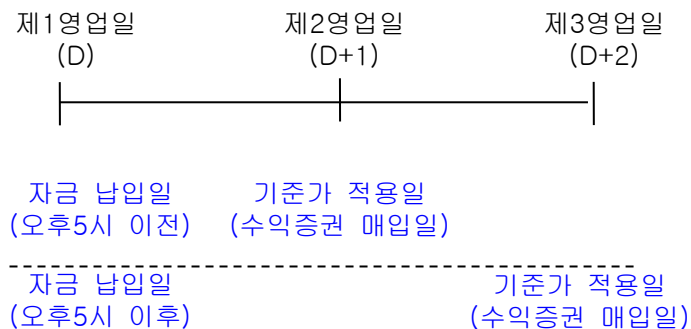 제1영업일 제2영업일 제3영업일
(D) (D+1) (D+2)
자금 납입일 기준가 적용일
(오후5시 이전) (수익증권 매입일)
자금 납입일 기준가 적용일
(오후5시 이후) (수익증권 매입일)